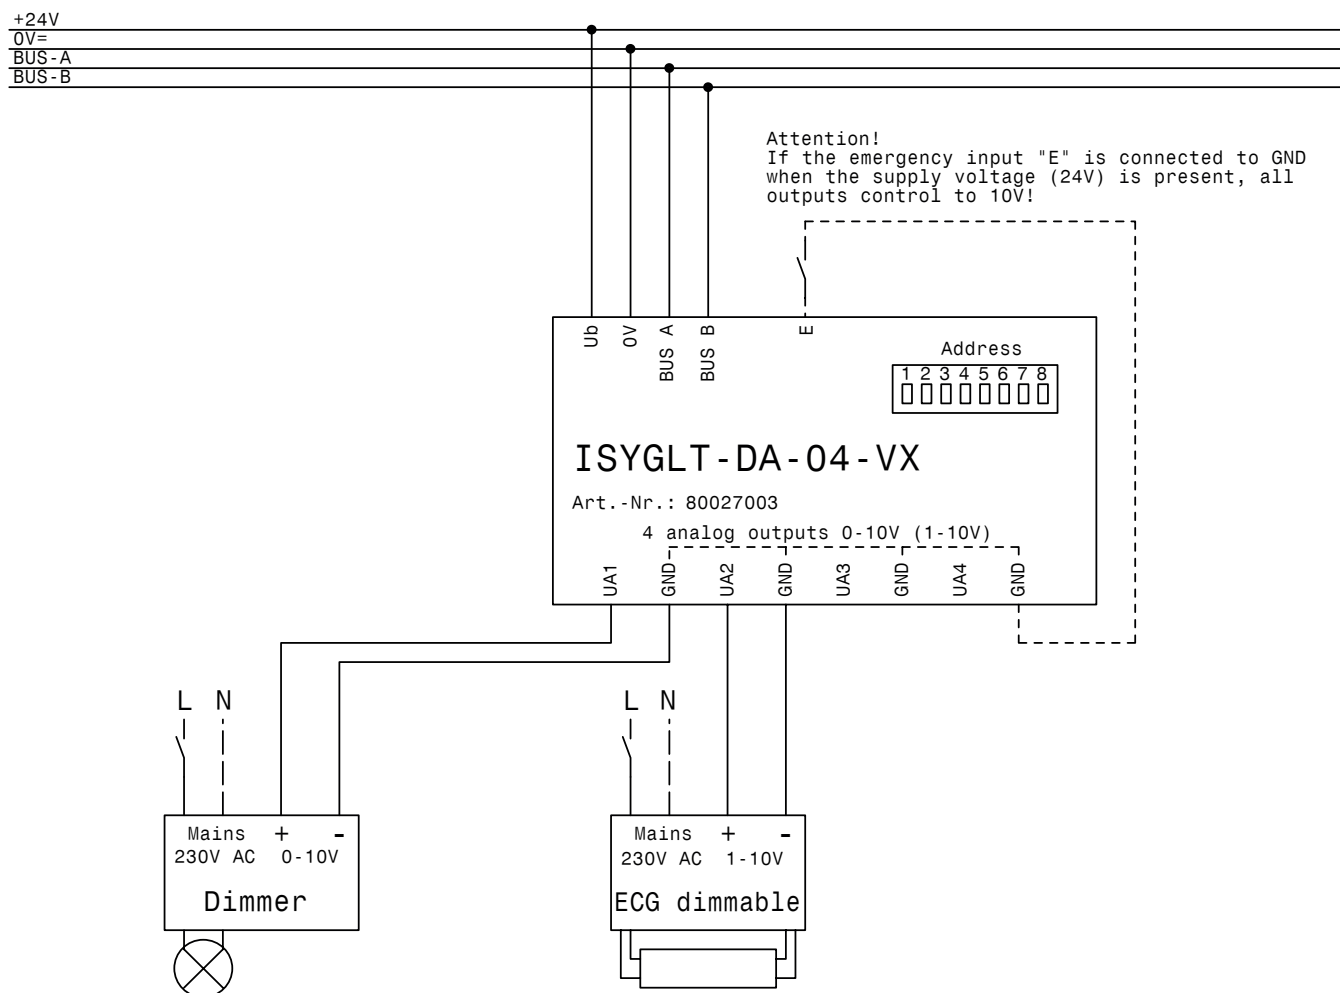 +24V
0V=
BUS-A
BUS-B
Attention!
If the emergency input "E" is connected to GND
when the supply voltage (24V) is present, all
outputs control to 10V!
Ub
0V
BUS A
BUS B
E
Address
1 2 3 4 5 6 7 8
ISYGLT-DA-04-VX
Art.-Nr.: 80027003
4 analog outputs 0-10V (1-10V)
UA1
GND
UA2
GND
UA3
GND
UA4
GND
L N
L N
Mains + -
230V AC 0-10V
Dimmer
Mains + -
230V AC 1-10V
ECG dimmable